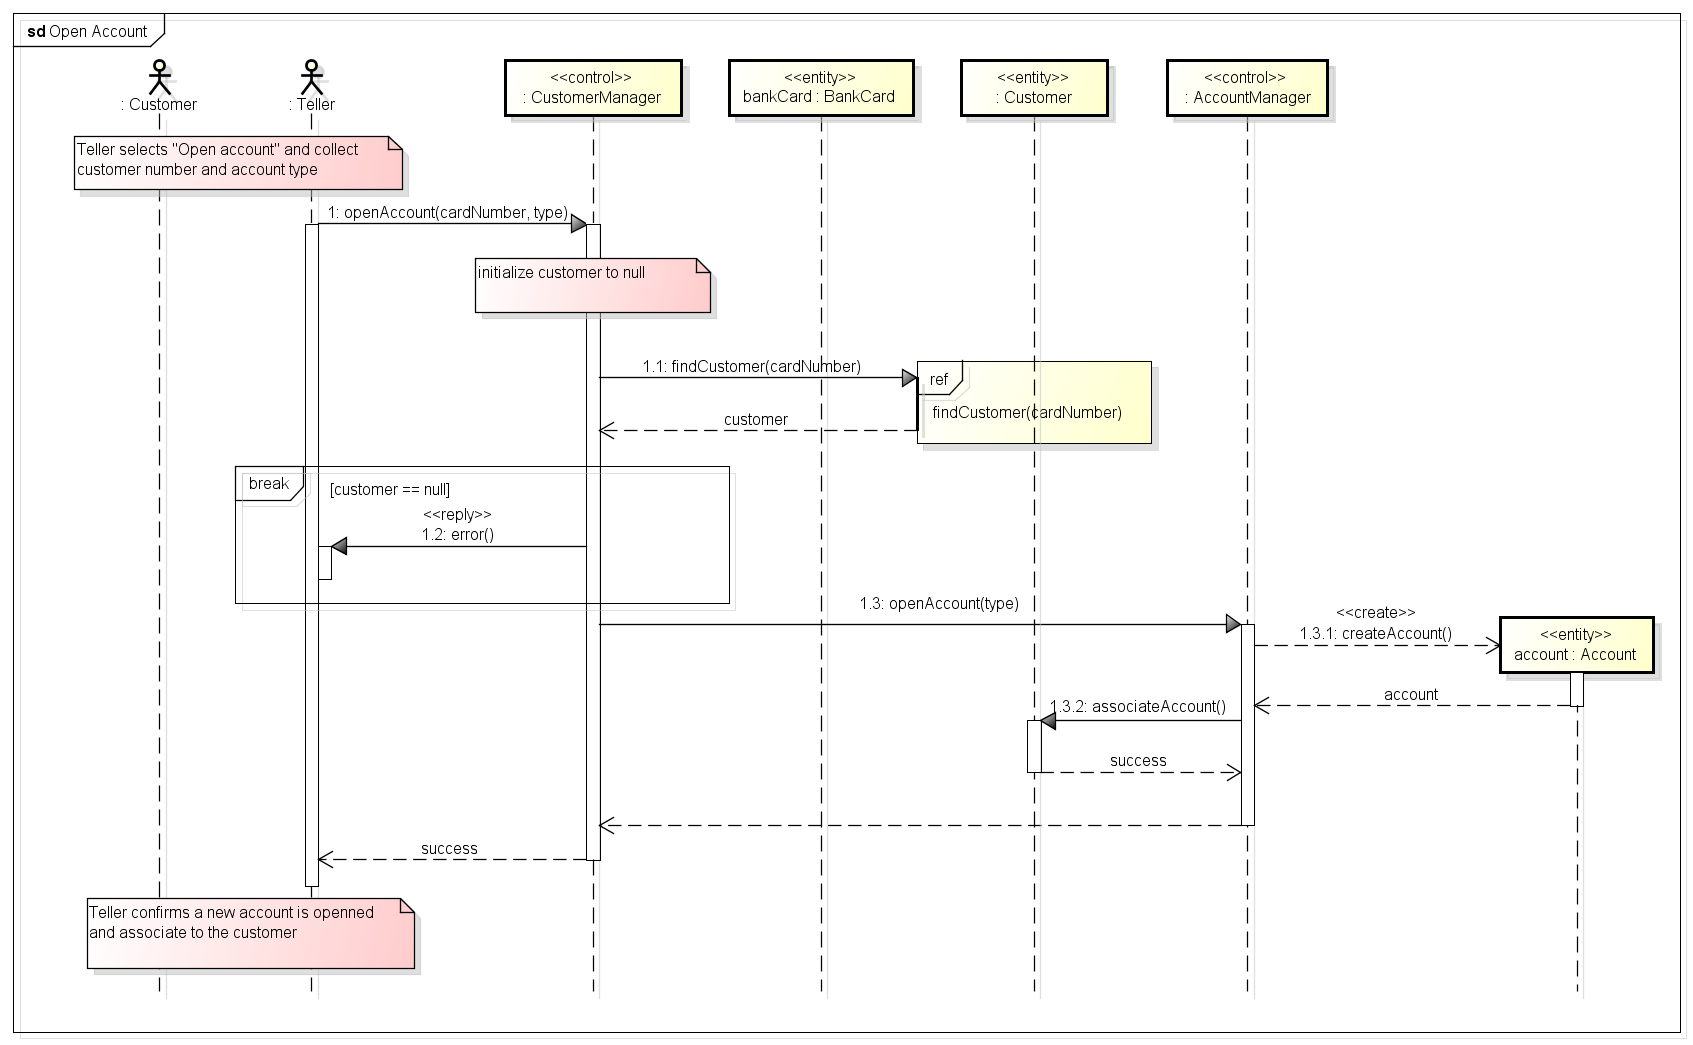 sd Open Account
: Customer
: Teller
<<control>>
: CustomerManager
<<entity>>
bankCard : BankCard
<<entity>>
: Customer
<<control>>
: AccountManager
Teller selects "Open account" and collect
customer number and account type
1: openAccount(cardNumber, type)
initialize customer to null
1.1: findCustomer(cardNumber)
ref
findCustomer(cardNumber)
customer
break
[customer == null]
<<reply>>
1.2: error()
1.3: openAccount(type)
<<create>>
1.3.1: createAccount()
<<entity>>
account : Account
account
1.3.2: associateAccount()
success
success
Teller confirms a new account is openned
and associate to the customer